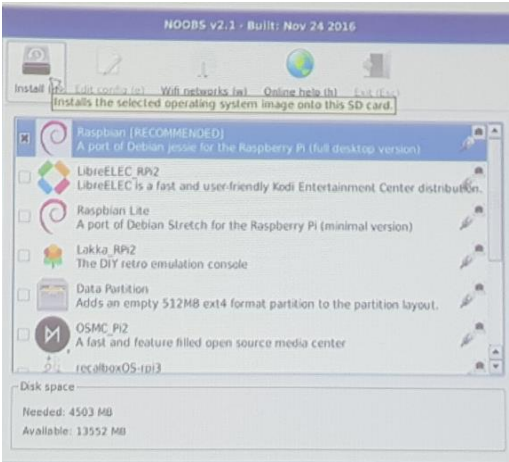 NOOBS v2.1 - Built: Nov 24 2016
Install (i) Edit config (e) Wifi networks (w) Online help (h) Exit (Esc)
Installs the selected operating system image onto this SD card.
Raspbian [RECOMMENDED]
A port of Debian jessie for the Raspberry Pi (full desktop version)
LibreELEC_RPi2
LibreELEC is a fast and user-friendly Kodi Entertainment Center distribution.
Raspbian Lite
A port of Debian Stretch for the Raspberry Pi (minimal version)
Lakka_RPi2
The DIY retro emulation console
Data Partition
Adds an empty 512MB ext4 format partition to the partition layout.
OSMC_Pi2
A fast and feature filled open source media center
recalboxOS-rpi3
Disk space
Needed: 4503 MB
Available: 13552 MB